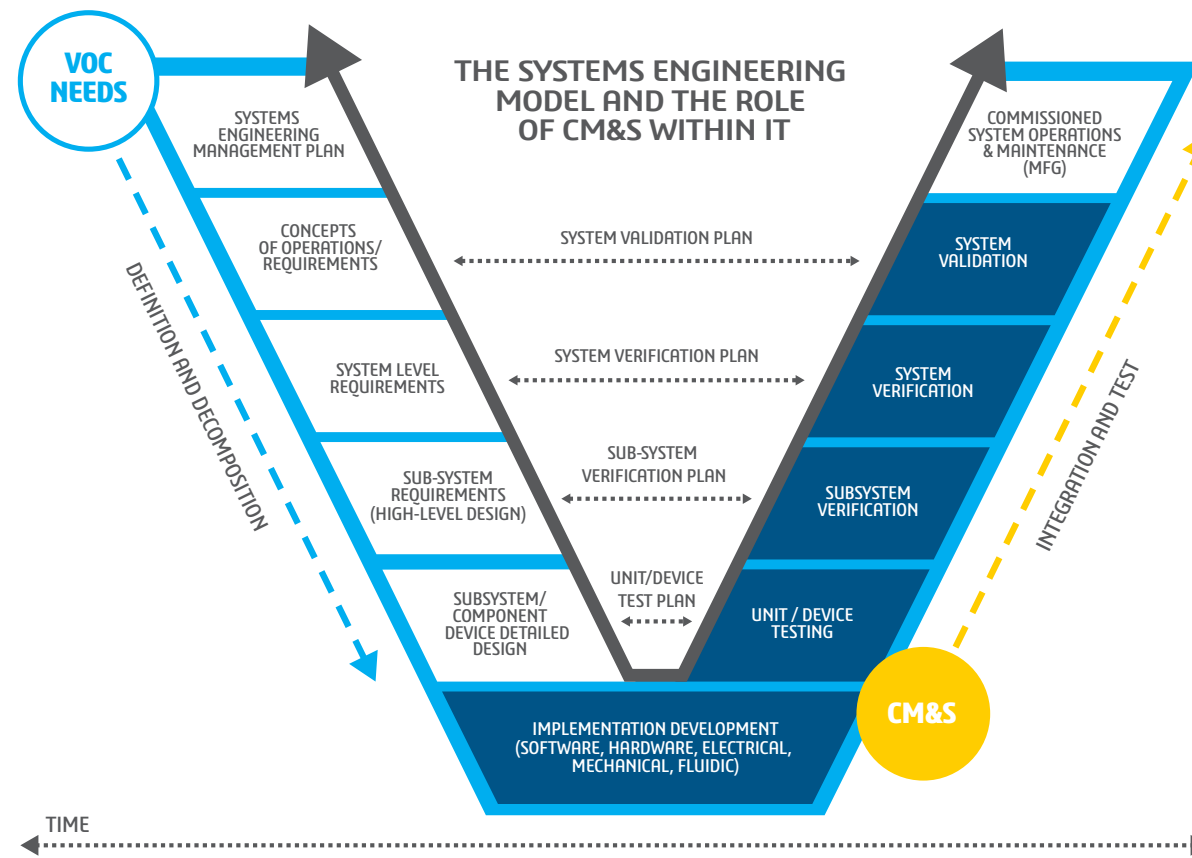 VOC
NEEDS
THE SYSTEMS ENGINEERING
MODEL AND THE ROLE
OF CM&S WITHIN IT
SYSTEMS
ENGINEERING
MANAGEMENT PLAN
COMMISSIONED
SYSTEM OPERATIONS
& MAINTENANCE
(MFG)
CONCEPTS
OF OPERATIONS/
REQUIREMENTS
SYSTEM VALIDATION PLAN
SYSTEM
VALIDATION
DEFINITION AND DECOMPOSITION
SYSTEM LEVEL
REQUIREMENTS
SYSTEM VERIFICATION PLAN
SYSTEM
VERIFICATION
INTEGRATION AND TEST
SUB-SYSTEM
REQUIREMENTS
(HIGH-LEVEL DESIGN)
SUB-SYSTEM
VERIFICATION PLAN
SUBSYSTEM
VERIFICATION
SUBSYSTEM/
COMPONENT
DEVICE DETAILED
DESIGN
UNIT/DEVICE
TEST PLAN
UNIT / DEVICE
TESTING
CM&S
IMPLEMENTATION DEVELOPMENT
(SOFTWARE, HARDWARE, ELECTRICAL,
MECHANICAL, FLUIDIC)
TIME